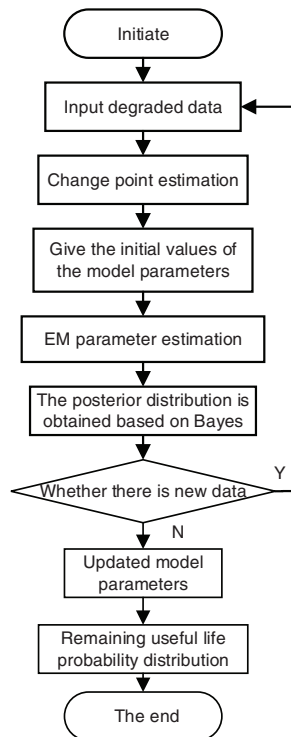 Initiate
Input degraded data
Change point estimation
Give the initial values of
the model parameters
EM parameter estimation
The posterior distribution is
obtained based on Bayes
Whether there is new data
Y
N
Updated model
parameters
Remaining useful life
probability distribution
The end